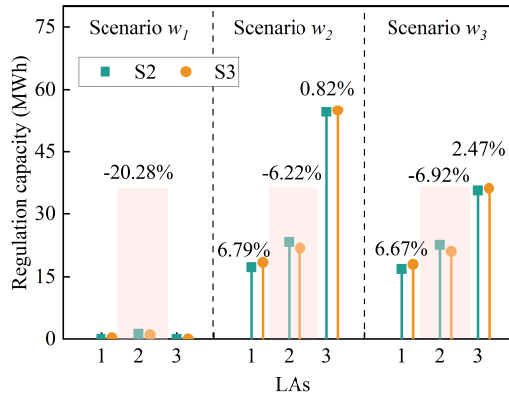 75
60
45
30
15
0
Regulation capacity (MWh)
Scenario w1
Scenario w2
Scenario w3
S2
S3
-20.28%
6.79%
-6.22%
0.82%
6.67%
-6.92%
2.47%
1 2 3 1 2 3 1 2 3
LAs